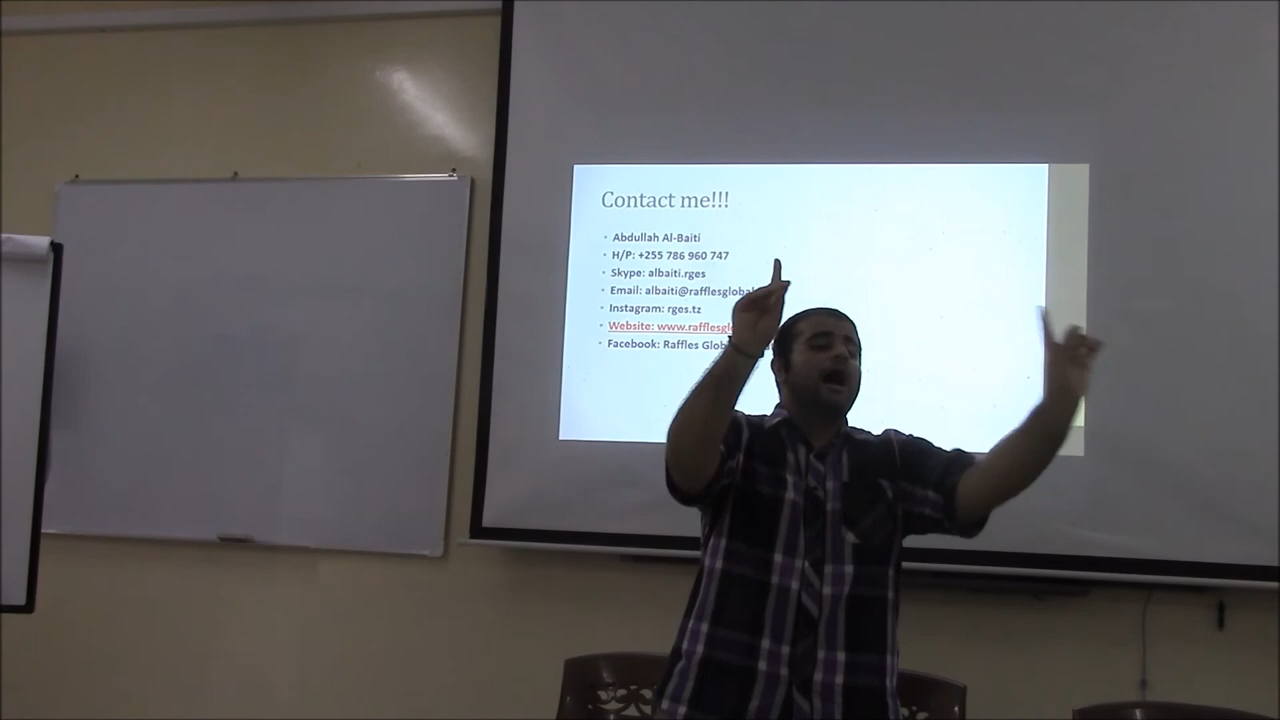 Contact me!!!
Abdullah Al-Baiti
H/P: +255 786 960 747
Skype: albaiti.rges
Email: albaiti@rafflesglobal
Instagram: rges.tz
Website: www.rafflesgl
Facebook: Raffles Glob